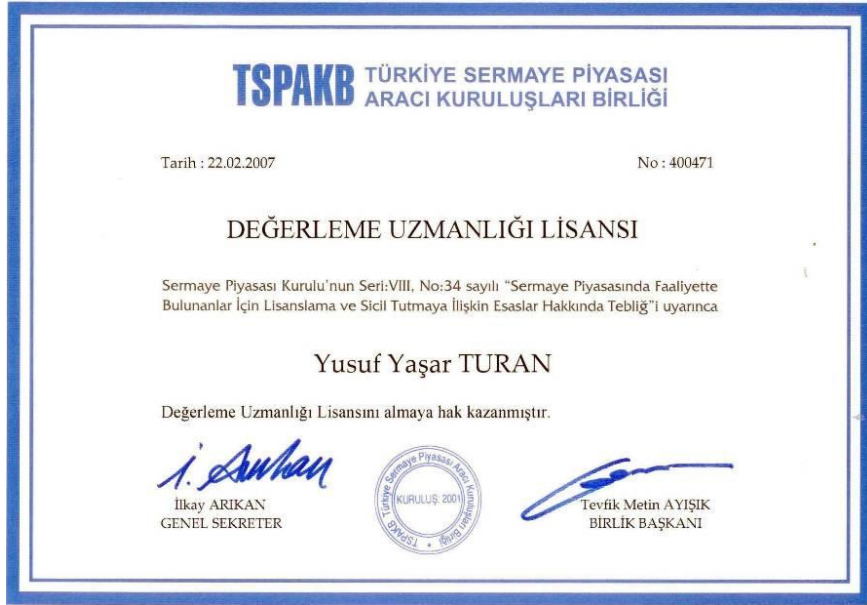 TSPAKB TÜRKİYE SERMAYE PİYASASI
ARACI KURULUŞLARI BİRLİĞİ
Tarih : 22.02.2007
No : 400471
DEĞERLEME UZMANLIĞI LİSANSI
Sermaye Piyasası Kurulu'nun Seri:VIII, No:34 sayılı "Sermaye Piyasasında Faaliyette
Bulunanlar İçin Lisanslama ve Sicil Tutmaya İlişkin Esaslar Hakkında Tebliğ"i uyarınca
Yusuf Yaşar TURAN
Değerleme Uzmanlığı Lisansını almaya hak kazanmıştır.
İlkay ARIKAN
GENEL SEKRETER
Türkiye Sermaye Piyasası Aracı Kuruluşları Birliği
KURULUŞ. 2001
TSPAKB
Tevfik Metin AYIŞIK
BİRLİK BAŞKANI